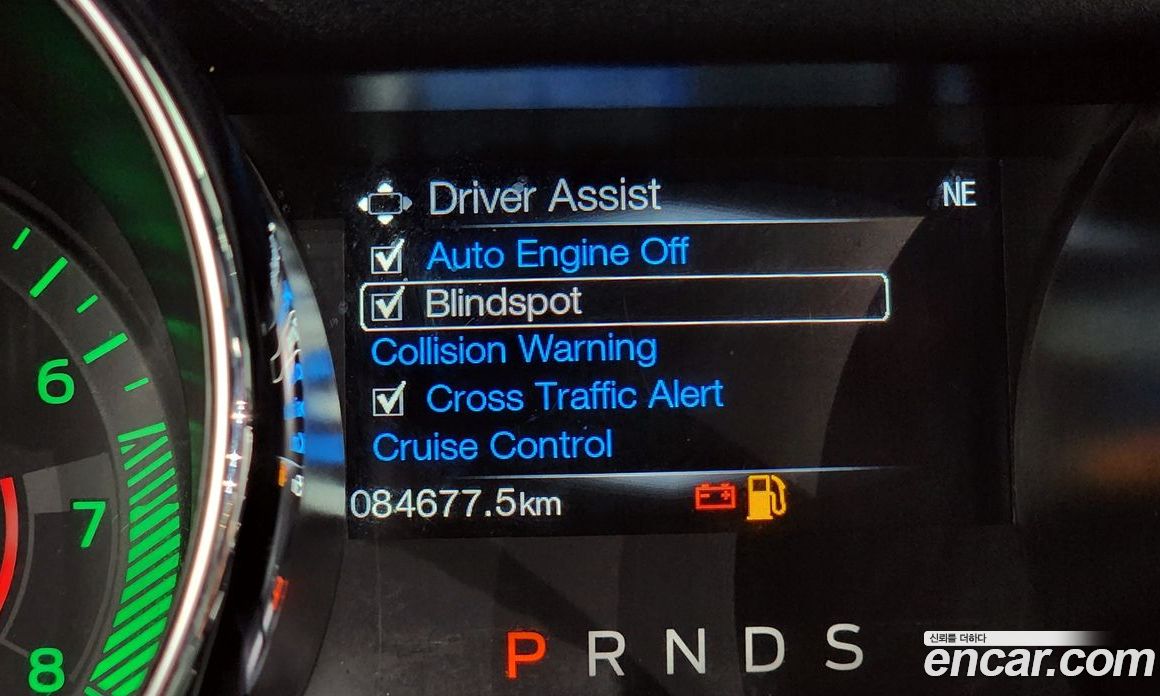 Driver Assist NE
Auto Engine Off
Blindspot
Collision Warning
Cross Traffic Alert
Cruise Control
084677.5km
6
7
8
P R N D S
신뢰를 더하다
encar.com